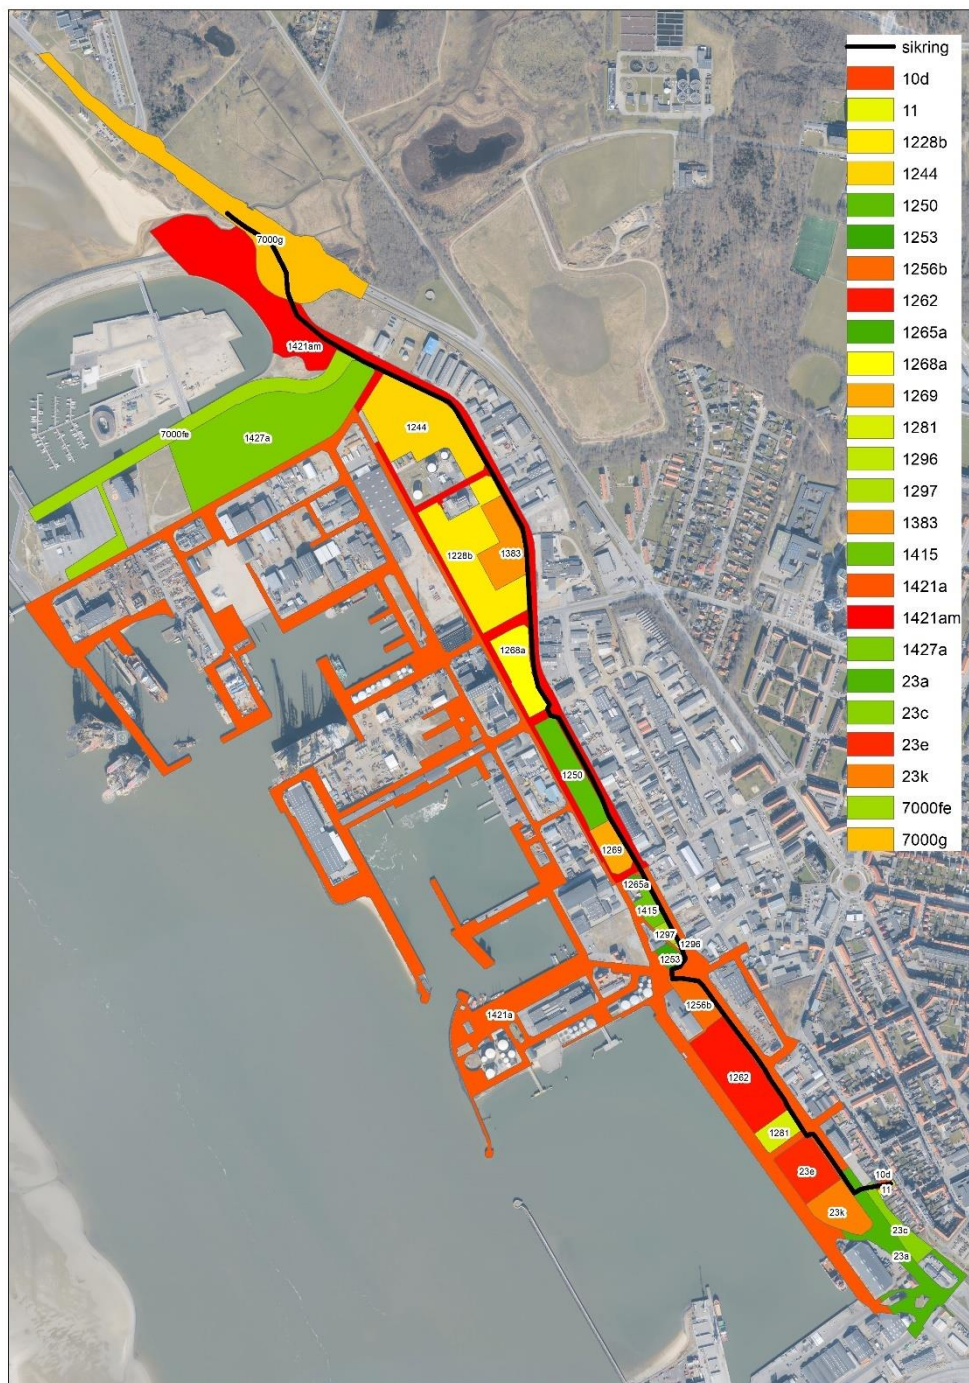 sikring
10d
11
1228b
1244
1250
1253
1256b
1262
1265a
1268a
1269
1281
1296
1297
1383
1415
1421a
1421am
1427a
23a
23c
23e
23k
7000fe
7000g
7000g
1421am
1244
7000fe
1427a
1383
1228b
1268a
1250
1269
1265a
1415
1297
1296
1253
1256b
1421a
1262
1281
23e
10d
11
23k
23c
23a